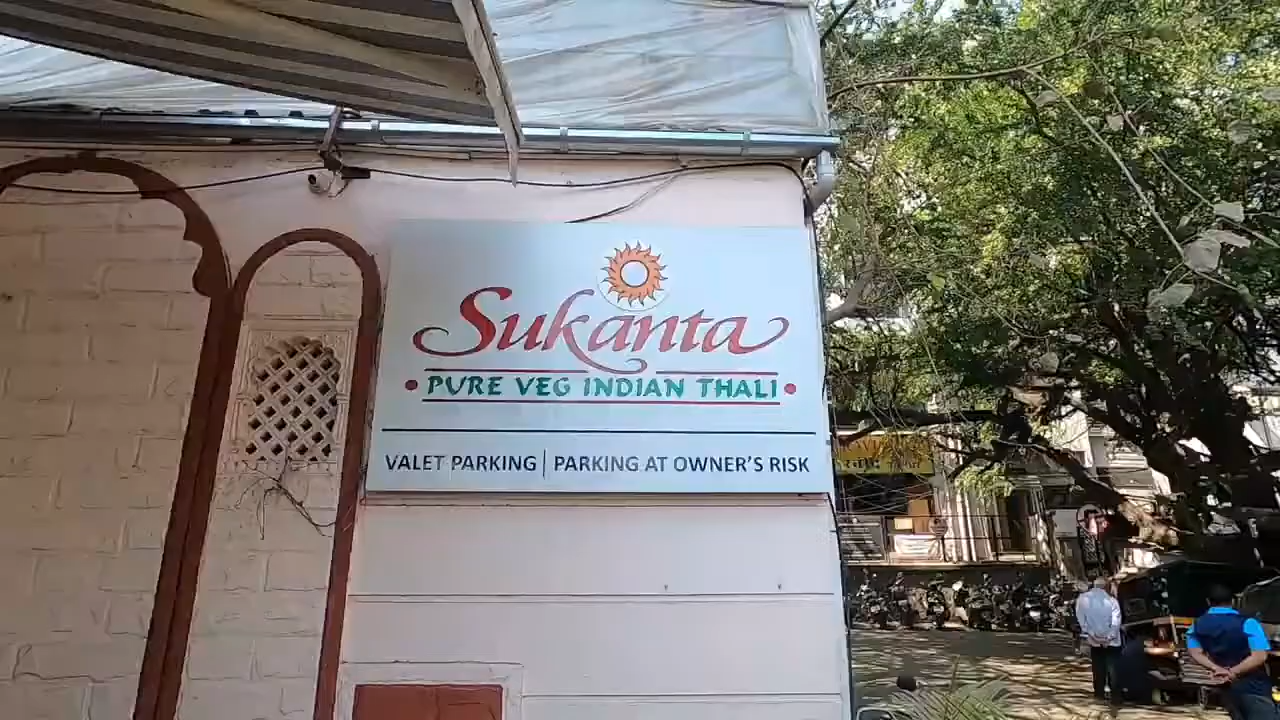 Sukanta
• PURE VEG INDIAN THALI •
VALET PARKING | PARKING AT OWNER'S RISK